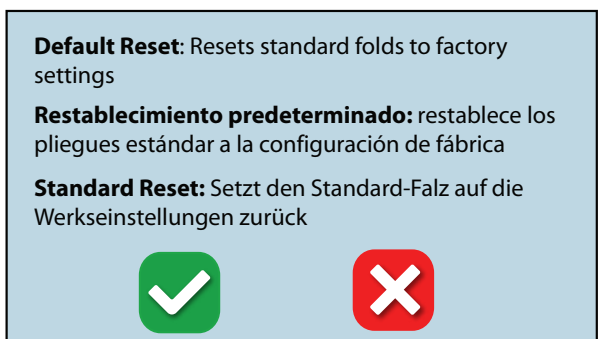 Default Reset: Resets standard folds to factory
settings
Restablecimiento predeterminado: restablece los
pliegues estándar a la configuración de fábrica
Standard Reset: Setzt den Standard-Falz auf die
Werkseinstellungen zurück